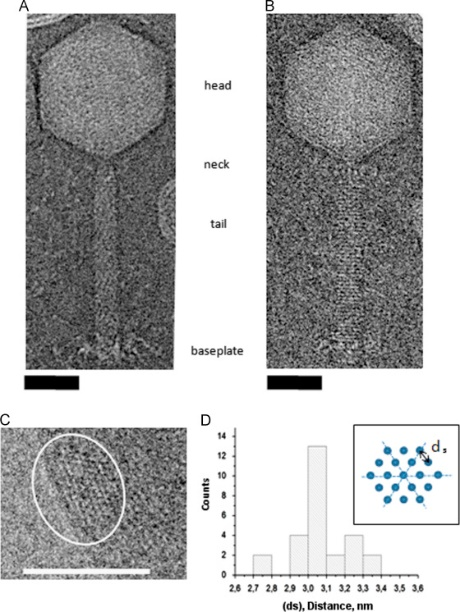 A
B
head
neck
tail
baseplate
C
D
14
12
10
8
6
4
2
0
Counts
d s
2,6 2,7 2,8 2,9 3,0 3,1 3,2 3,3 3,4 3,5 3,6
(ds), Distance, nm